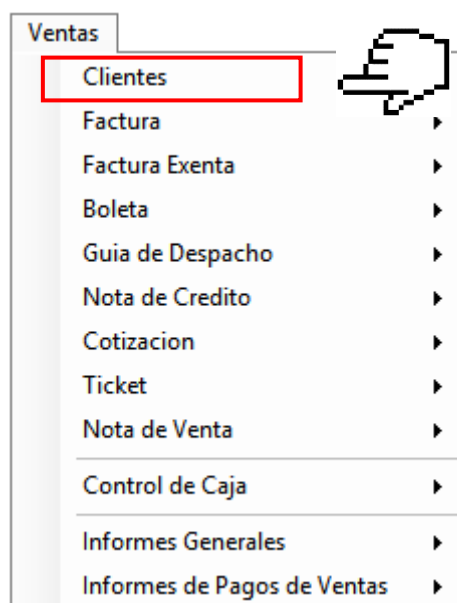 Ventas
Clientes
Factura
Factura Exenta
Boleta
Guia de Despacho
Nota de Credito
Cotizacion
Ticket
Nota de Venta
Control de Caja
Informes Generales
Informes de Pagos de Ventas